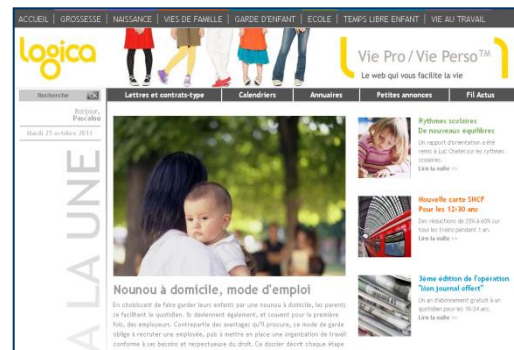 ACCUEIL | GROSSESSE | NAISSANCE | VIES DE FAMILLE | GARDE D'ENFANT | ECOLE | TEMPS LIBRE ENFANT | VIE AU TRAVAIL
logica
Vie Pro / Vie Perso™
Le web qui vous facilite la vie
Recherche OK
Lettres et contrats-type
Calendriers
Annuaires
Petites annonces
Fil Actus
Bonjour,
Pascalou
Mardi 25 octobre 2011
A LA UNE
Nounou à domicile, mode d'emploi
En choisissant de faire garder leurs enfants par une nounou à domicile, les parents
se facilitent le quotidien. Ils deviennent également, et souvent pour la première
fois, des employeurs. Contrepartie des avantages qu'il procure, ce mode de garde
oblige à recruter une employée, puis à mettre en place une organisation de travail
conforme à ses besoins et respectueuse du droit. Ce dossier décrit chaque étape
Rythmes scolaires
De nouveaux équilibres
Un rapport d'orientation a été
remis à Luc Chatel sur les rythmes
scolaires.
Lire la suite >>
Nouvelle carte SNCF
Pour les 12-30 ans
Des réductions de 25% à 60% sur
tous les trains pendant 1 an.
Lire la suite >>
3ème édition de l'opération
"Mon journal offert"
Un an d'abonnement gratuit à un
quotidien pour les 18-24 ans.
Lire la suite >>